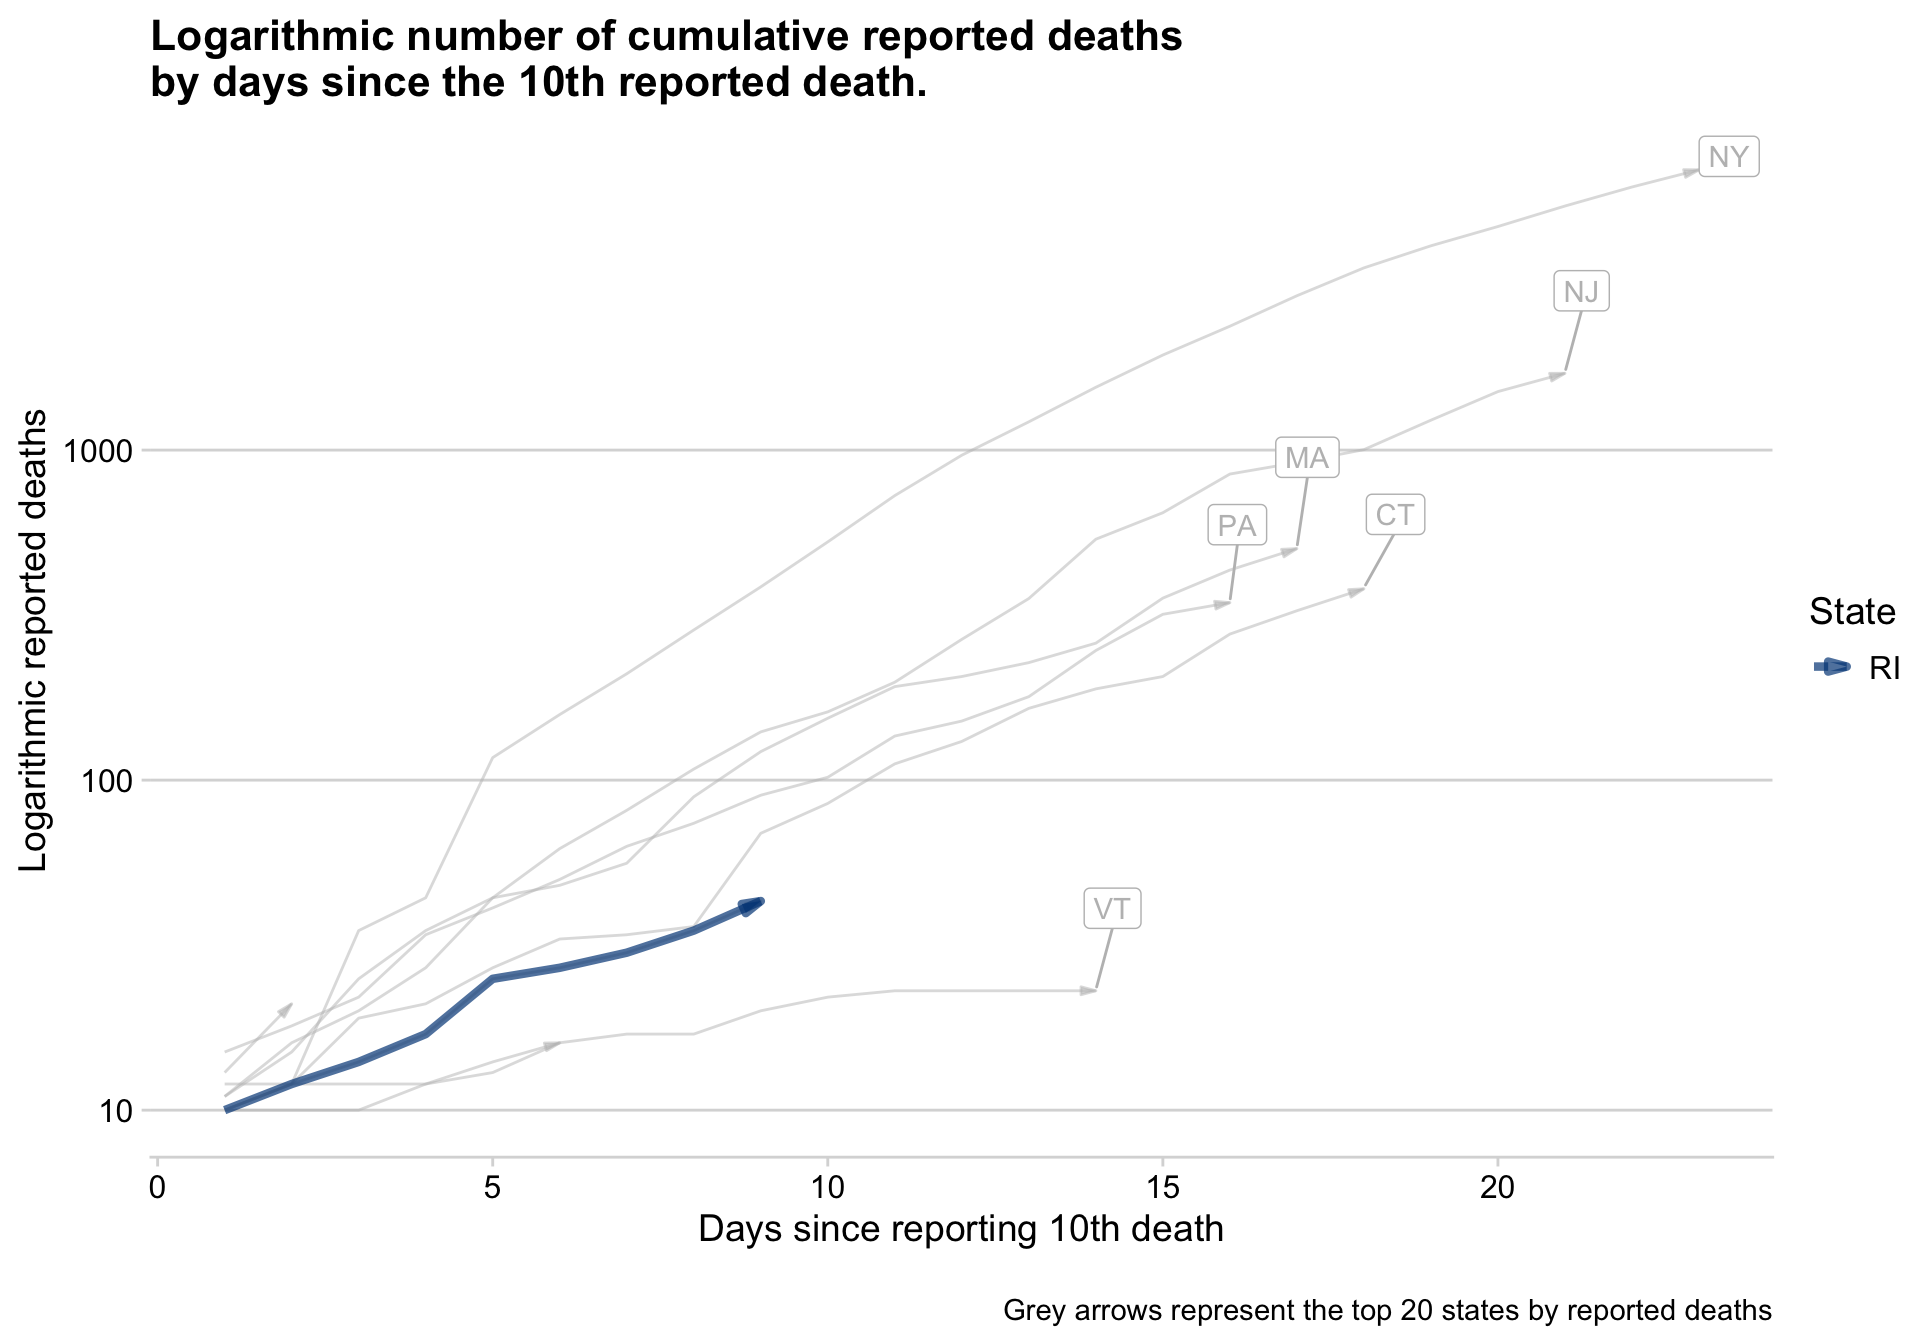 Logarithmic number of cumulative reported deaths
by days since the 10th reported death.
NY
NJ
MA
CT
PA
VT
Logarithmic reported deaths
1000
100
10
0 5 10 15 20
Days since reporting 10th death
State
RI
Grey arrows represent the top 20 states by reported deaths